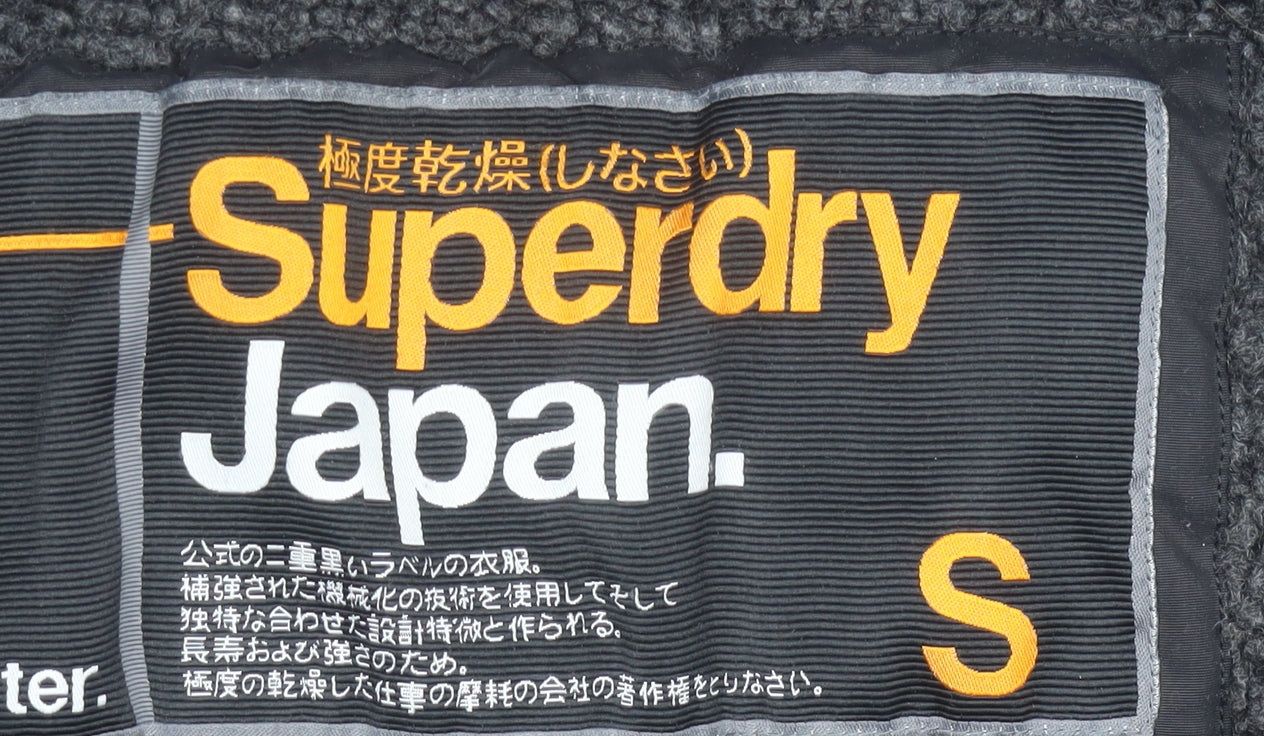 極度乾燥(しなさい)
Superdry
Japan.
公式の二重黒いラベルの衣服。
補強された機械化の技術を使用してそして
独特な合わせた設計特徴と作られる。
長寿および強さのため。
極度の乾燥した仕事の摩耗の会社の著作権をとりなさい。
S
ter.